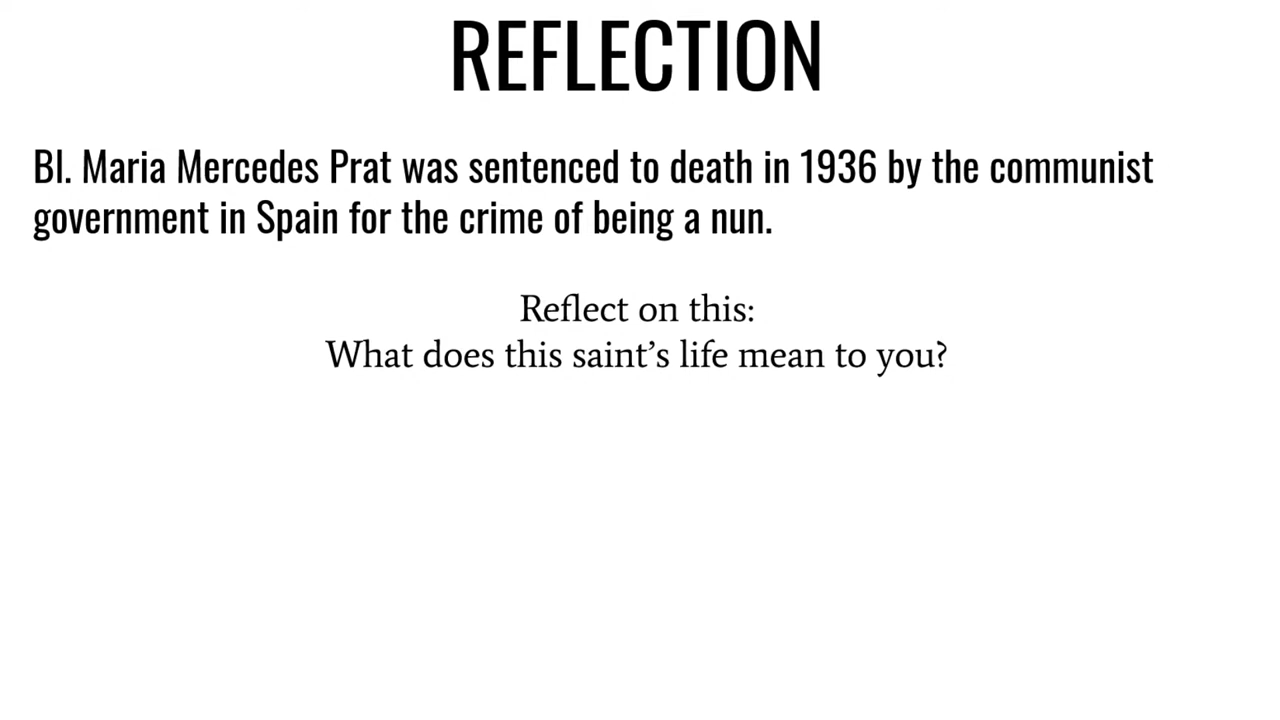 REFLECTION
Bl. Maria Mercedes Prat was sentenced to death in 1936 by the communist
government in Spain for the crime of being a nun.
Reflect on this:
What does this saint’s life mean to you?